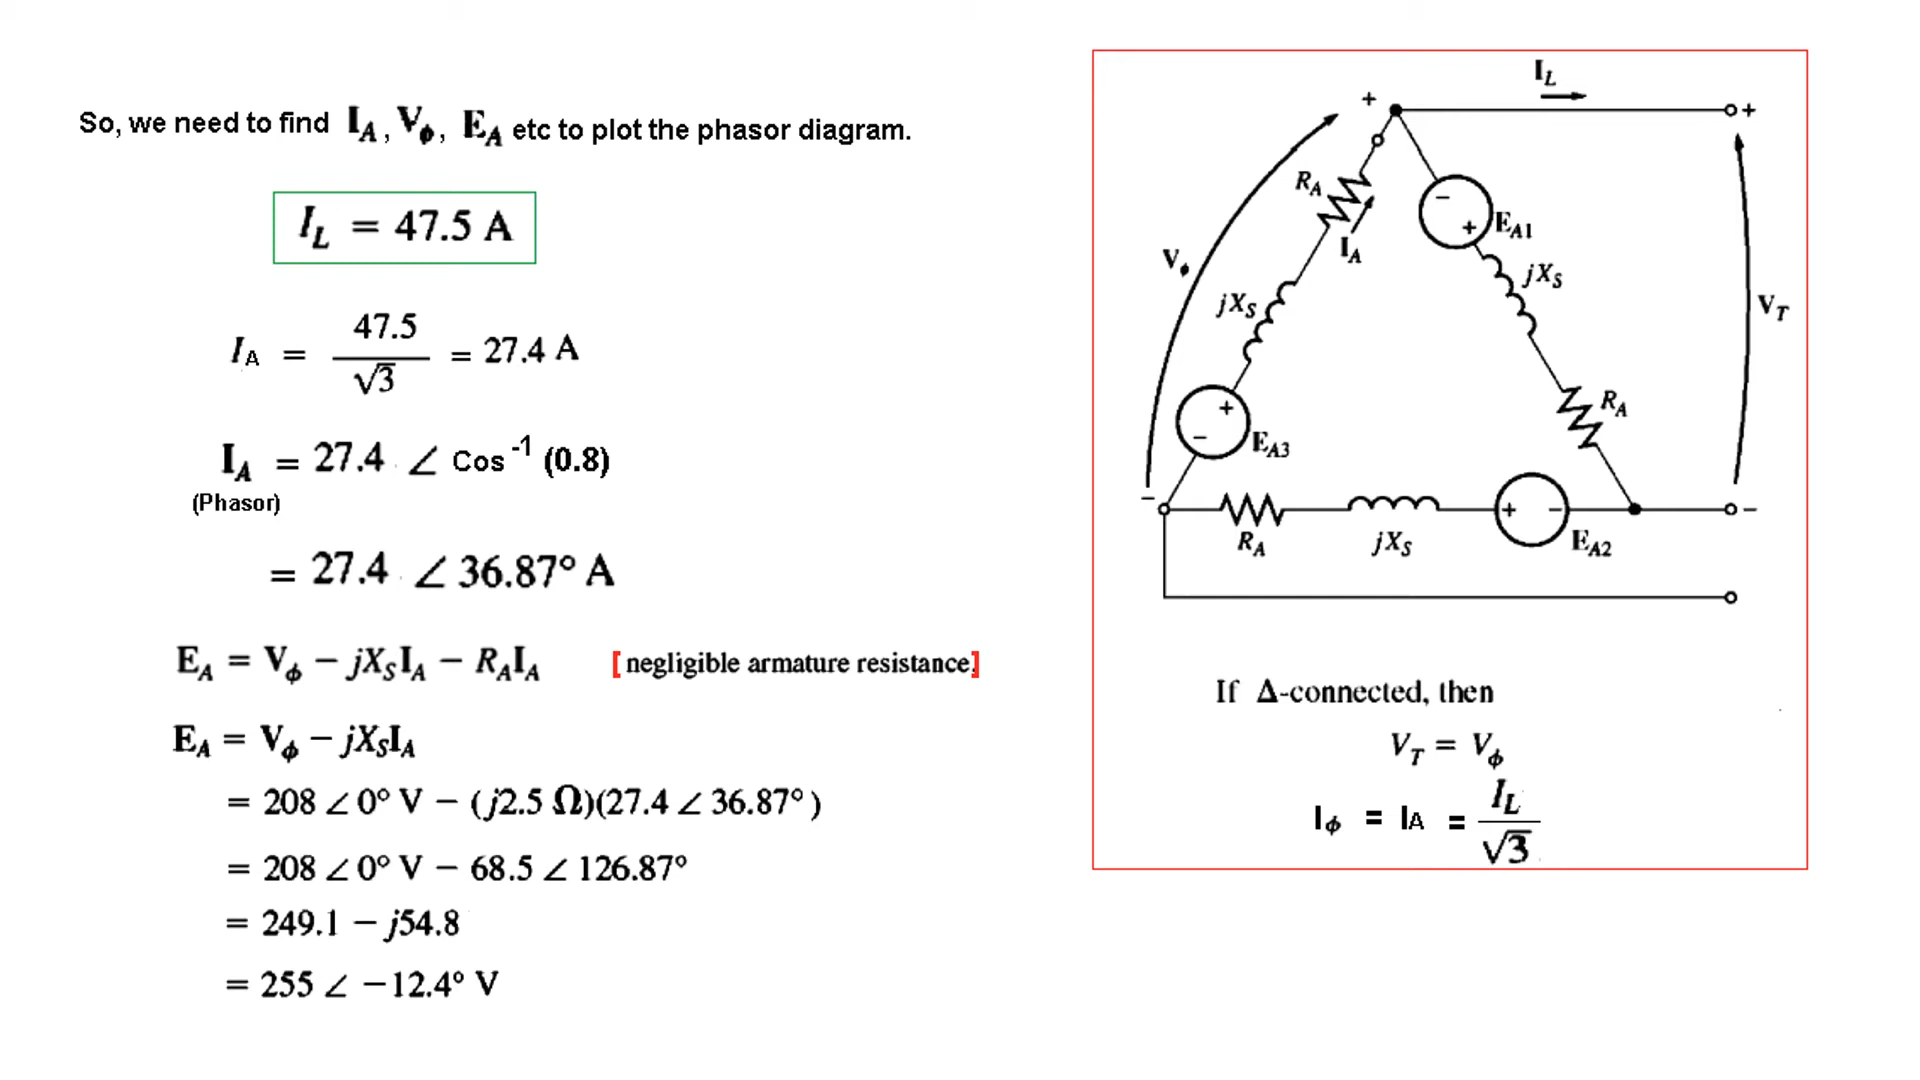 So, we need to find I_A, V_ϕ, E_A etc to plot the phasor diagram.
I_L = 47.5 A
I_A = 47.5 / √3 = 27.4 A
I_A = 27.4 ∠ Cos⁻¹ (0.8)
(Phasor)
= 27.4 ∠ 36.87° A
E_A = V_ϕ − jX_S I_A − R_A I_A [negligible armature resistance.]
E_A = V_ϕ − jX_S I_A
= 208 ∠ 0° V − (j2.5 Ω)(27.4 ∠ 36.87°)
= 208 ∠ 0° V − 68.5 ∠ 126.87°
= 249.1 − j54.8
= 255 ∠ −12.4° V
I_L
+
+
R_A
−
+
E_A1
I_A
V_ϕ
jX_S
jX_S
V_T
R_A
+
−
E_A3
−
+
−
−
R_A
jX_S
E_A2
If Δ-connected, then
V_T = V_ϕ
I_ϕ = I_A = I_L / √3